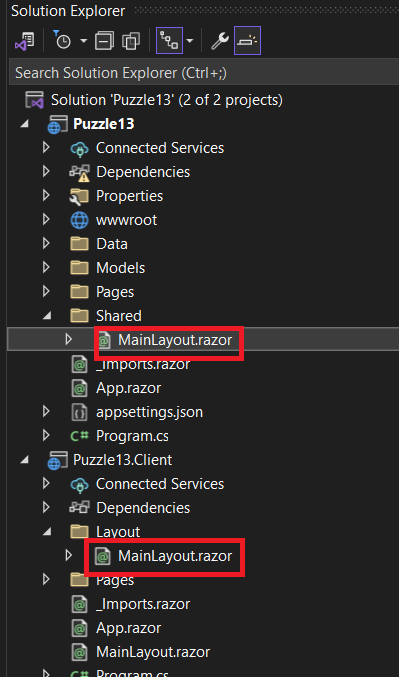 Solution Explorer
Search Solution Explorer (Ctrl+;)
Solution 'Puzzle13' (2 of 2 projects)
Puzzle13
Connected Services
Dependencies
Properties
wwwroot
Data
Models
Pages
Shared
MainLayout.razor
_Imports.razor
App.razor
appsettings.json
C# Program.cs
Puzzle13.Client
Connected Services
Dependencies
Layout
MainLayout.razor
Pages
_Imports.razor
App.razor
MainLayout.razor
C# Program.cs